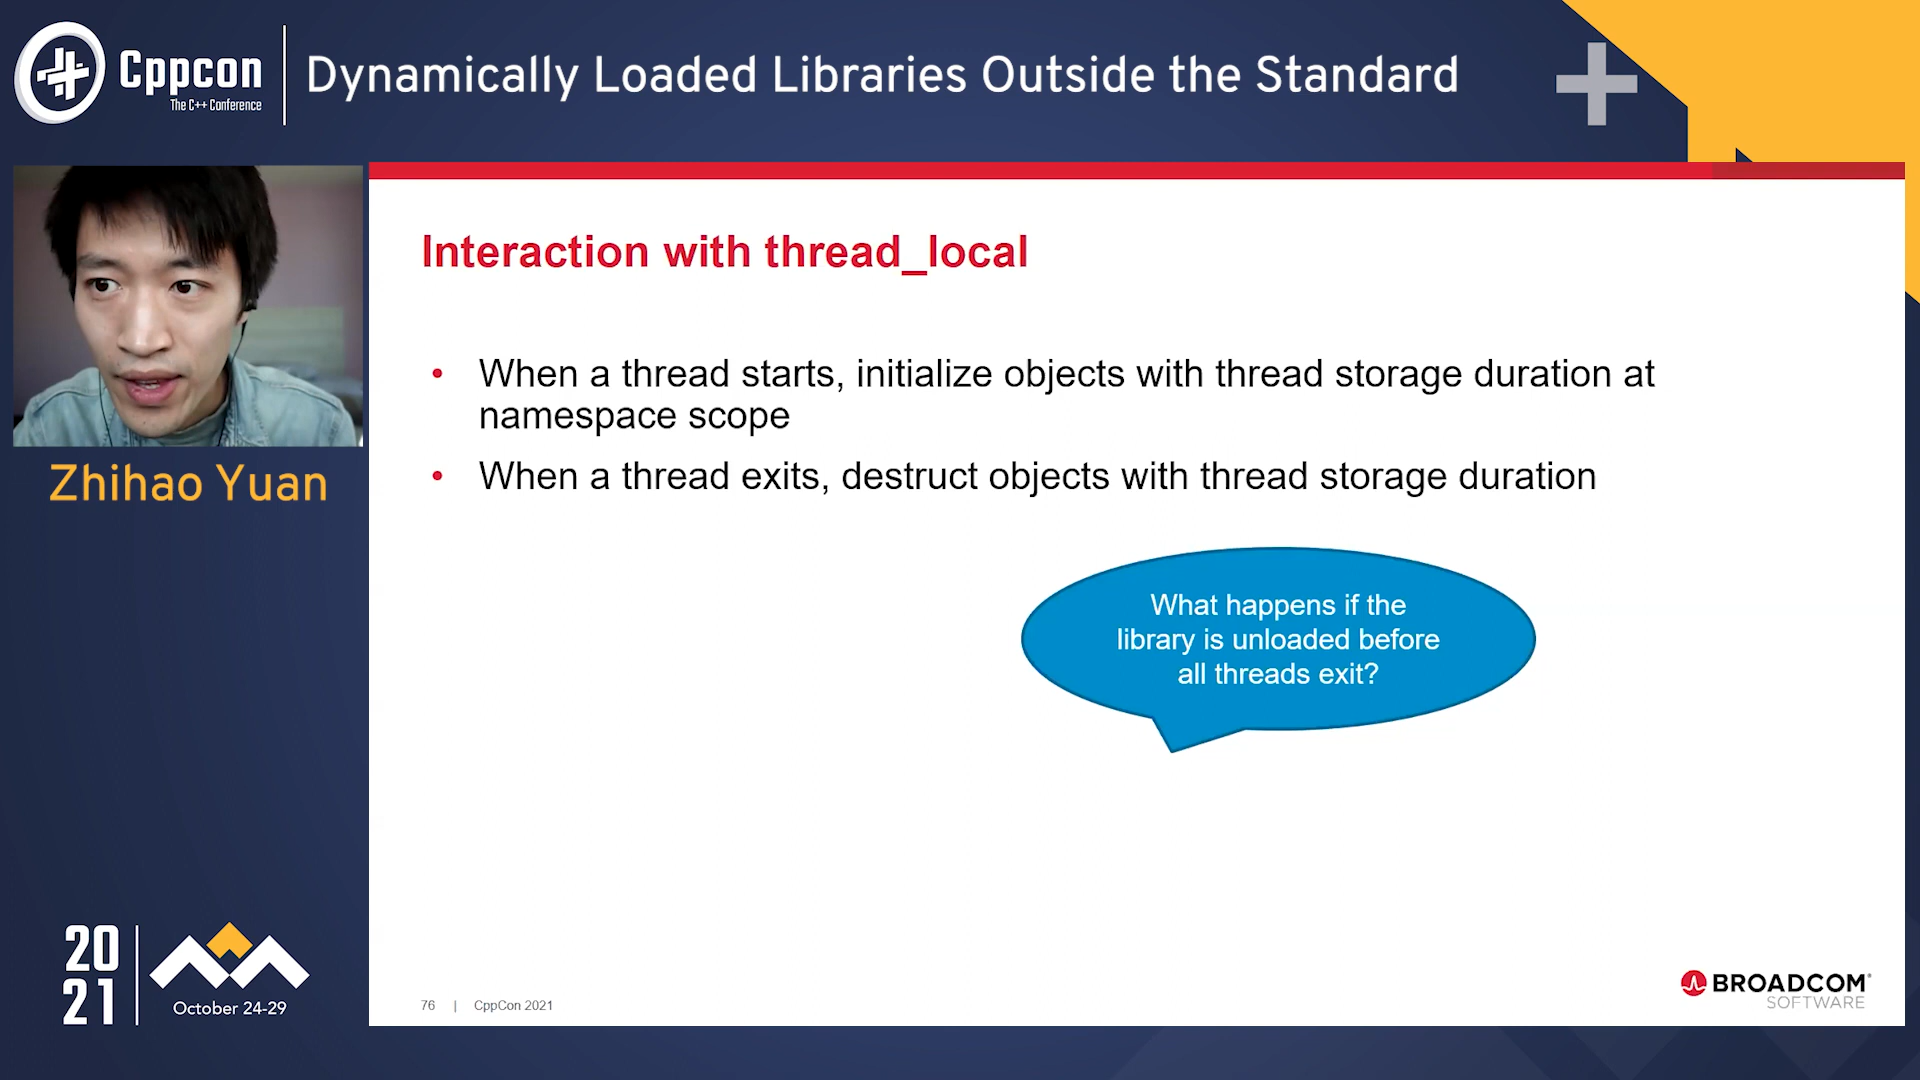 Cppcon
The C++ Conference
Dynamically Loaded Libraries Outside the Standard
Zhihao Yuan
Interaction with thread_local
• When a thread starts, initialize objects with thread storage duration at
namespace scope
• When a thread exits, destruct objects with thread storage duration
What happens if the
library is unloaded before
all threads exit?
20
21
October 24-29
76 | CppCon 2021
BROADCOM®
SOFTWARE